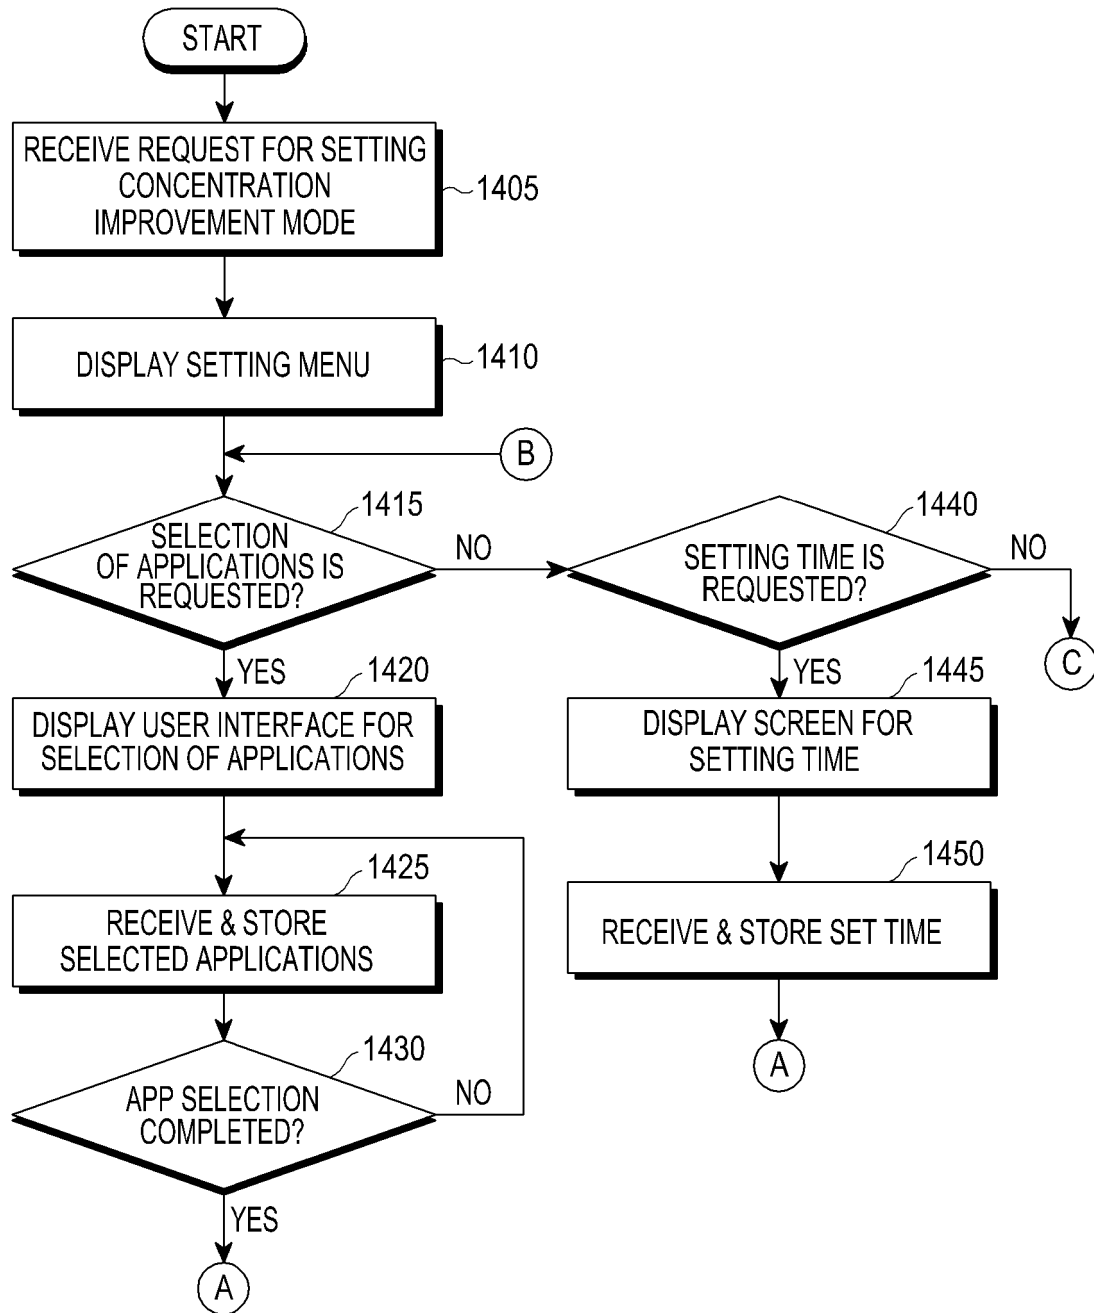 START
RECEIVE REQUEST FOR SETTING
CONCENTRATION
IMPROVEMENT MODE
1405
DISPLAY SETTING MENU
1410
B
1415
SELECTION
OF APPLICATIONS IS
REQUESTED?
NO
YES
1440
SETTING TIME IS
REQUESTED?
NO
C
YES
1420
DISPLAY USER INTERFACE FOR
SELECTION OF APPLICATIONS
1445
DISPLAY SCREEN FOR
SETTING TIME
1425
RECEIVE & STORE
SELECTED APPLICATIONS
1450
RECEIVE & STORE SET TIME
A
1430
APP SELECTION
COMPLETED?
NO
YES
A